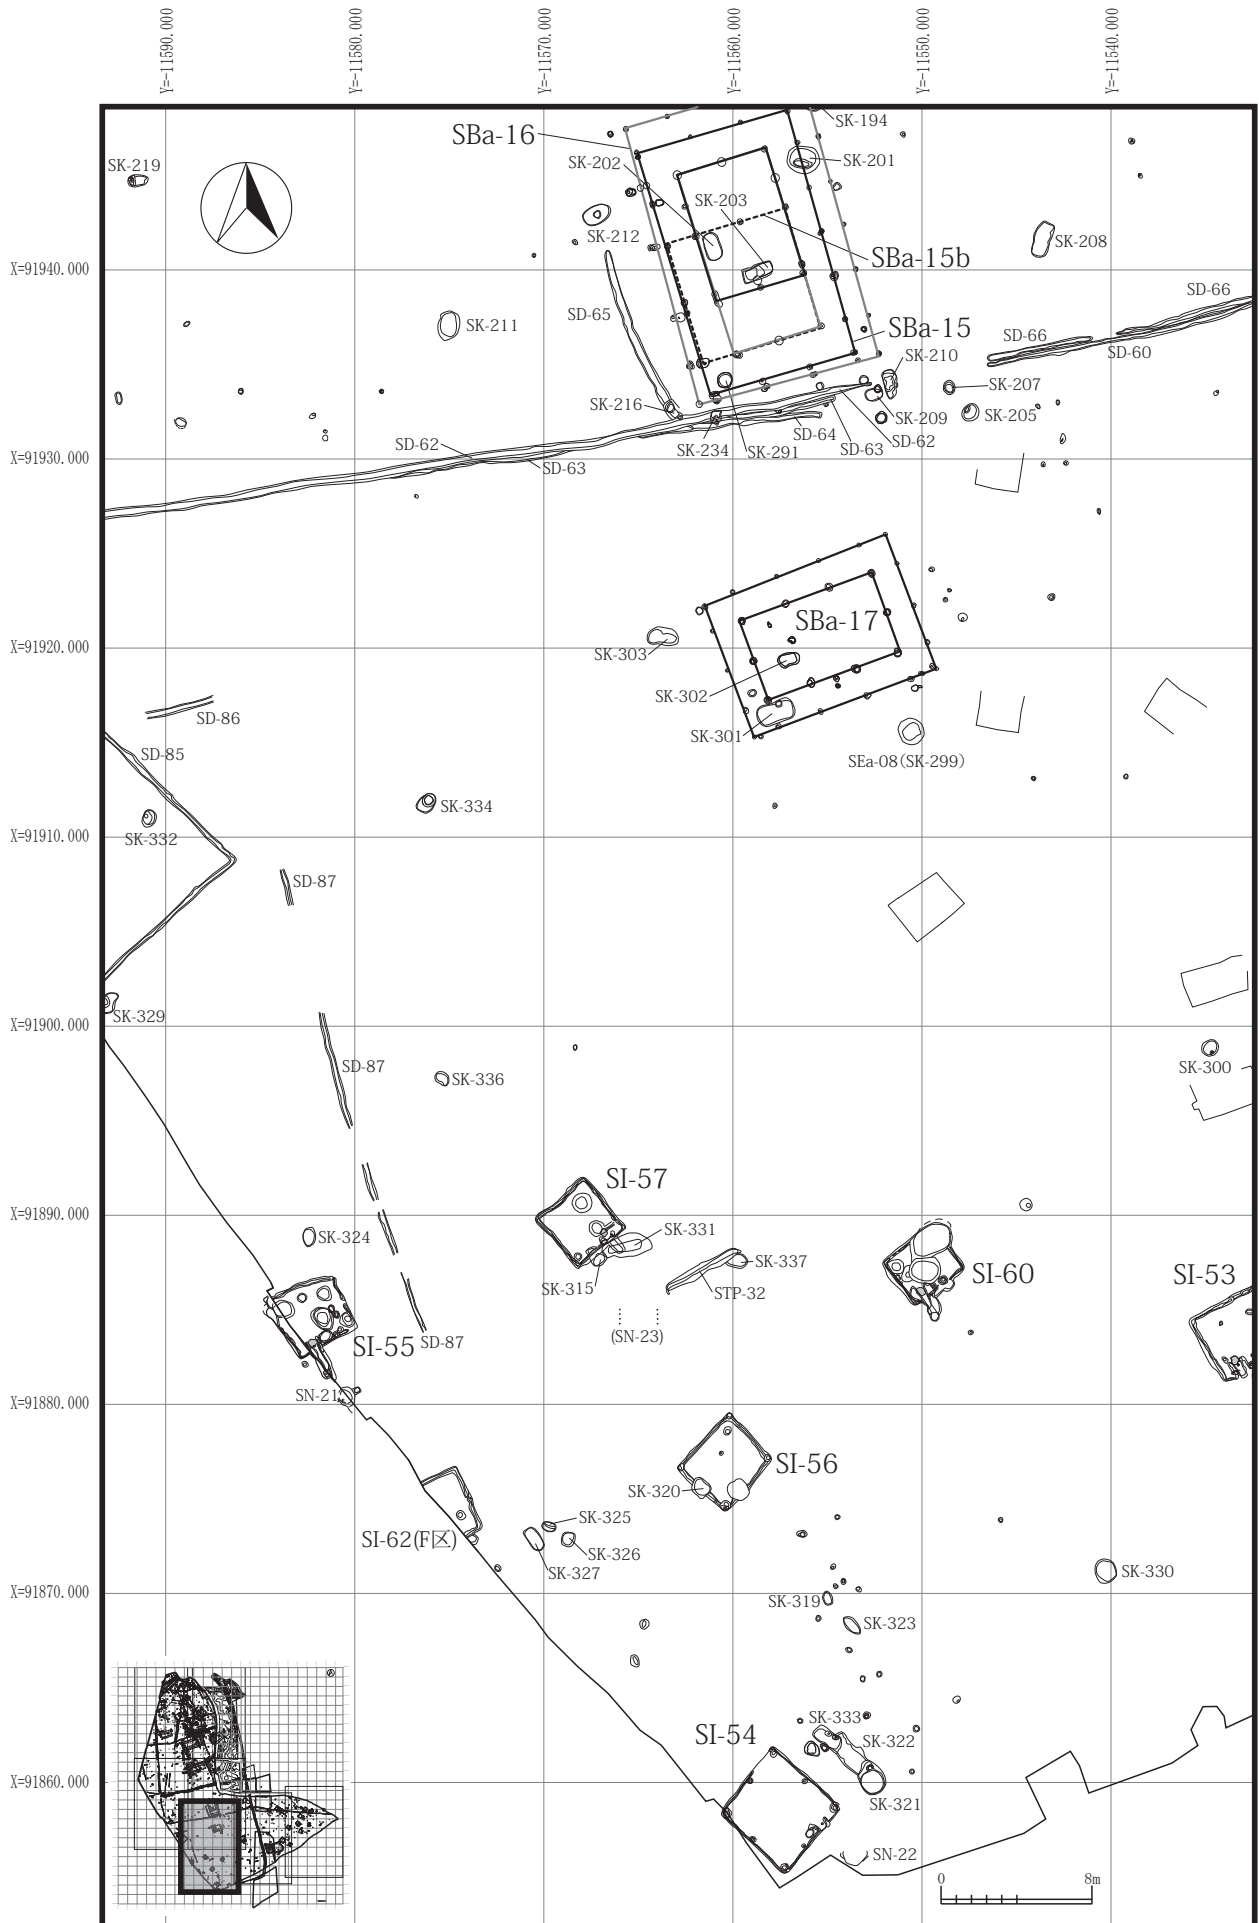 Y=-11590.000
Y=-11580.000
Y=-11570.000
Y=-11560.000
Y=-11550.000
Y=-11540.000
SBa-16
SK-194
SK-202
SK-201
SK-219
SK-203
SK-212
SK-208
SBa-15b
X=91940.000
SD-66
SD-65
SK-211
SBa-15
SD-66
SD-60
SK-210
SK-207
SK-216
SK-209
SK-205
SD-62
SD-64
SD-62
SK-234
SD-63
SK-291
X=91930.000
SD-63
SBa-17
X=91920.000
SK-303
SK-302
SD-86
SK-301
SD-85
SEa-08(SK-299)
SK-334
SK-332
X=91910.000
SD-87
SK-329
X=91900.000
SD-87
SK-300
SK-336
SI-57
X=91890.000
SK-331
SK-324
SK-337
SI-60
SI-53
SK-315
STP-32
(SN-23)
SI-55
SD-87
SN-21
X=91880.000
SI-56
SK-320
SK-325
SI-62(F区)
SK-326
SK-327
SK-330
X=91870.000
SK-319
SK-323
SK-333
SI-54
SK-322
X=91860.000
SK-321
SN-22
0
8m